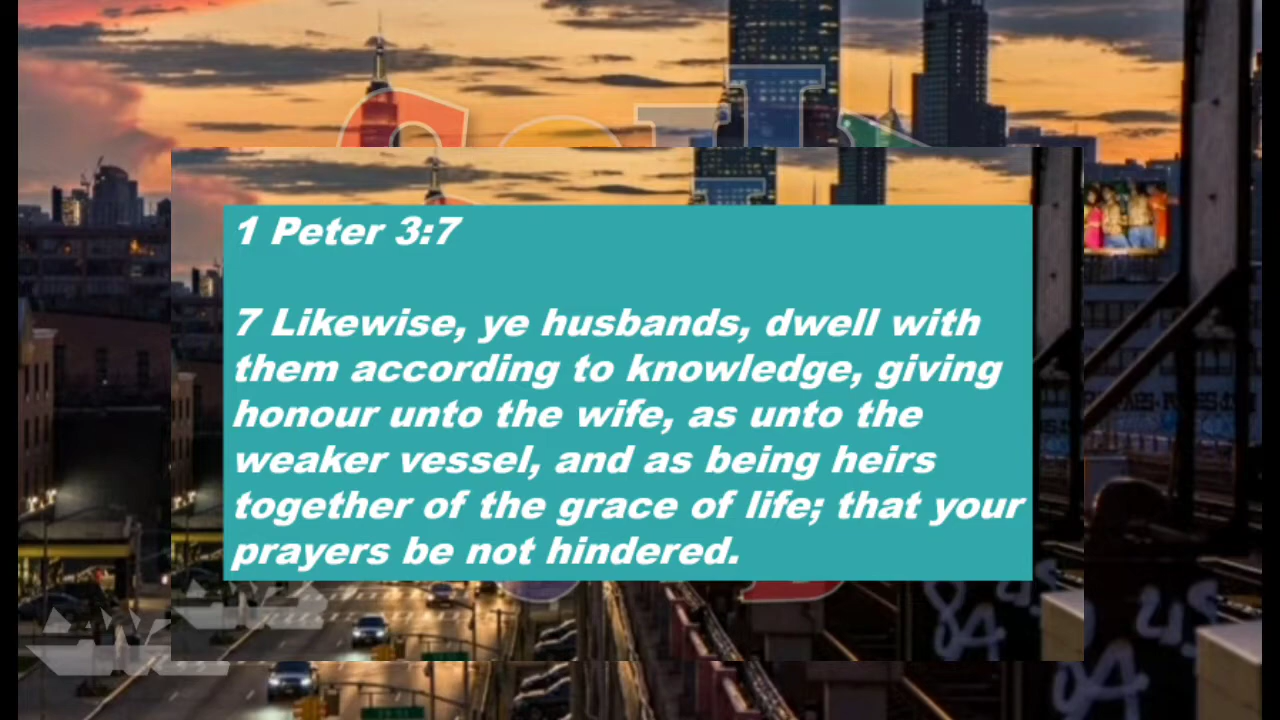 1 Peter 3:7
7 Likewise, ye husbands, dwell with
them according to knowledge, giving
honour unto the wife, as unto the
weaker vessel, and as being heirs
together of the grace of life; that your
prayers be not hindered.